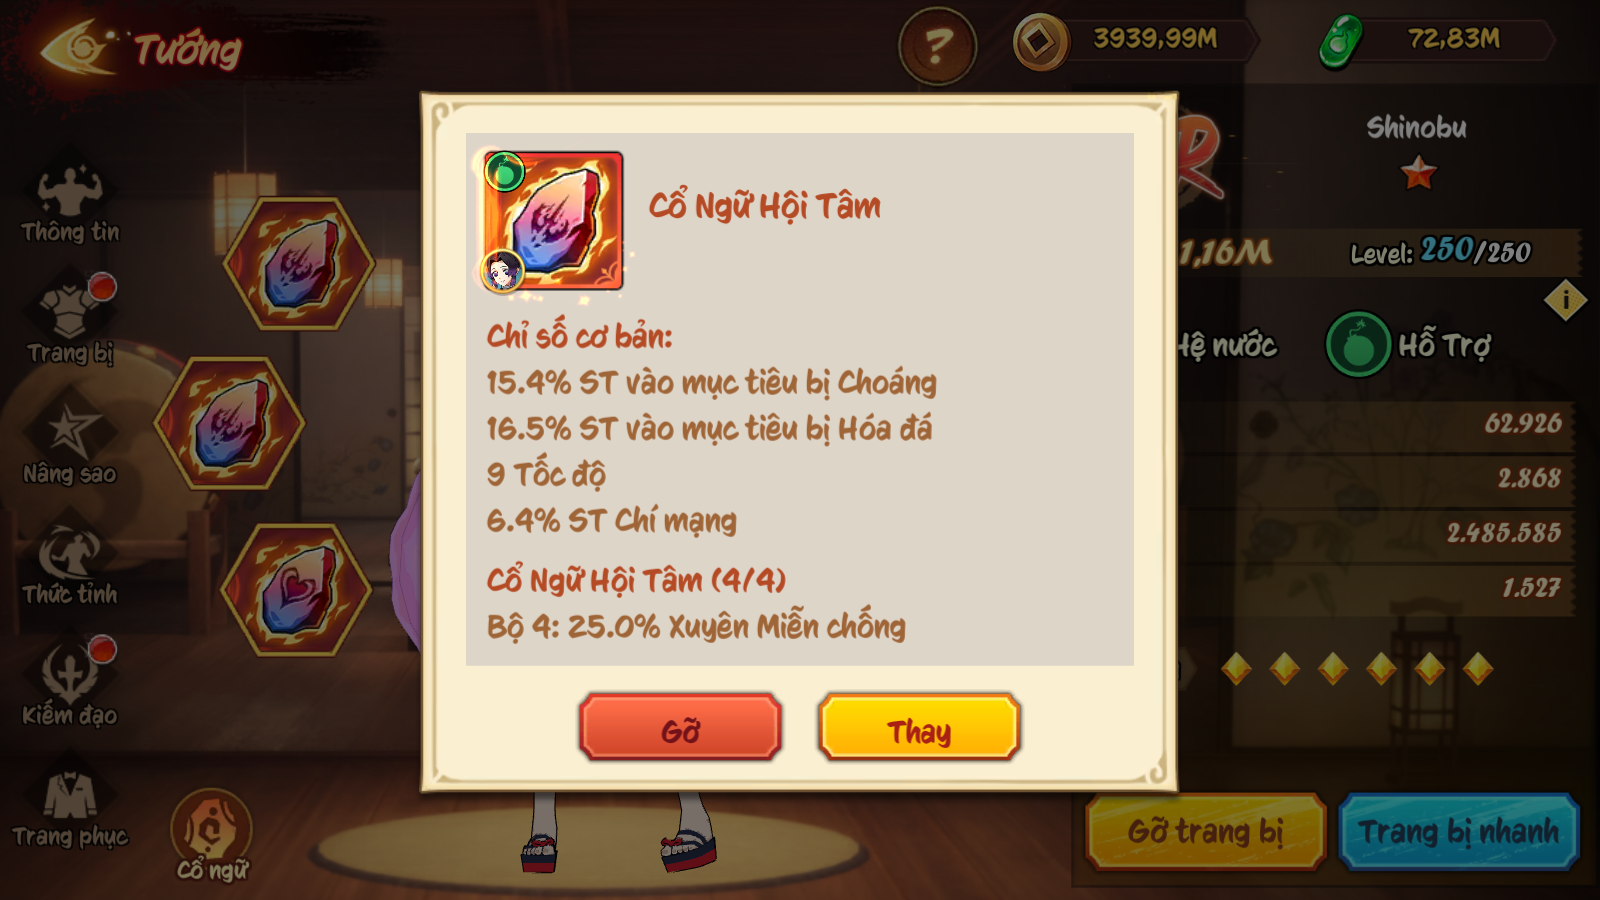 Tướng
?
3939,99M
72,83M
Thông tin
Trang bị
Nâng sao
Thức tỉnh
Kiếm đạo
Trang phục
Cổ ngữ
Cổ Ngữ Hội Tâm
Chỉ số cơ bản:
15.4% ST vào mục tiêu bị Choáng
16.5% ST vào mục tiêu bị Hóa đá
9 Tốc độ
6.4% ST Chí mạng
Cổ Ngữ Hội Tâm (4/4)
Bộ 4: 25.0% Xuyên Miễn chống
Gỡ
Thay
R
Shinobu
1,16M
Level: 250/250
i
Hệ nước
Hỗ Trợ
62.926
2.868
2.485.585
1.527
Gỡ trang bị
Trang bị nhanh